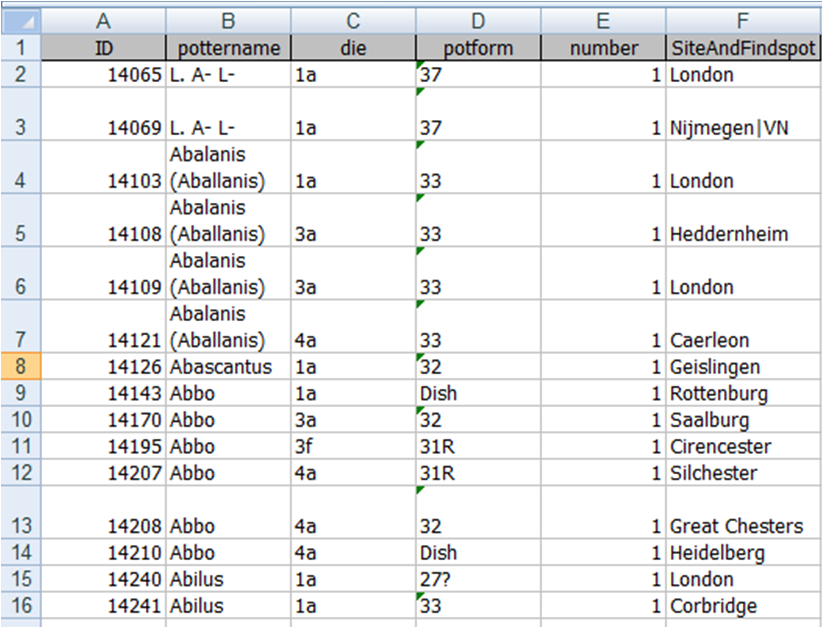 A B C D E F
1 ID pottername die potform number SiteAndFindspot
2 14065 L. A- L- 1a 37 1 London
3 14069 L. A- L- 1a 37 1 Nijmegen|VN
Abalanis
4 14103 (Aballanis) 1a 33 1 London
Abalanis
5 14108 (Aballanis) 3a 33 1 Heddernheim
Abalanis
6 14109 (Aballanis) 3a 33 1 London
Abalanis
7 14121 (Aballanis) 4a 33 1 Caerleon
8 14126 Abascantus 1a 32 1 Geislingen
9 14143 Abbo 1a Dish 1 Rottenburg
10 14170 Abbo 3a 32 1 Saalburg
11 14195 Abbo 3f 31R 1 Cirencester
12 14207 Abbo 4a 31R 1 Silchester
13 14208 Abbo 4a 32 1 Great Chesters
14 14210 Abbo 4a Dish 1 Heidelberg
15 14240 Abilus 1a 27? 1 London
16 14241 Abilus 1a 33 1 Corbridge